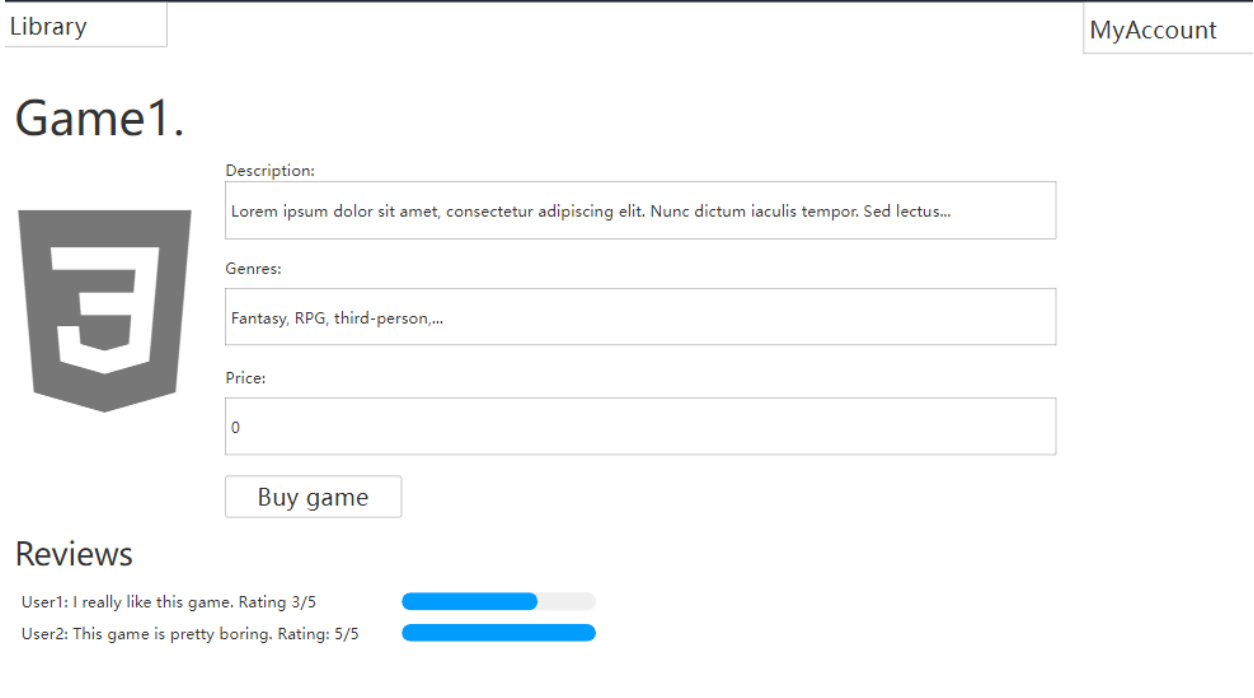 Library
MyAccount
Game1.
Description:
Lorem ipsum dolor sit amet, consectetur adipiscing elit. Nunc dictum iaculis tempor. Sed lectus...
Genres:
Fantasy, RPG, third-person,...
Price:
0
Buy game
Reviews
User1: I really like this game. Rating 3/5
User2: This game is pretty boring. Rating: 5/5